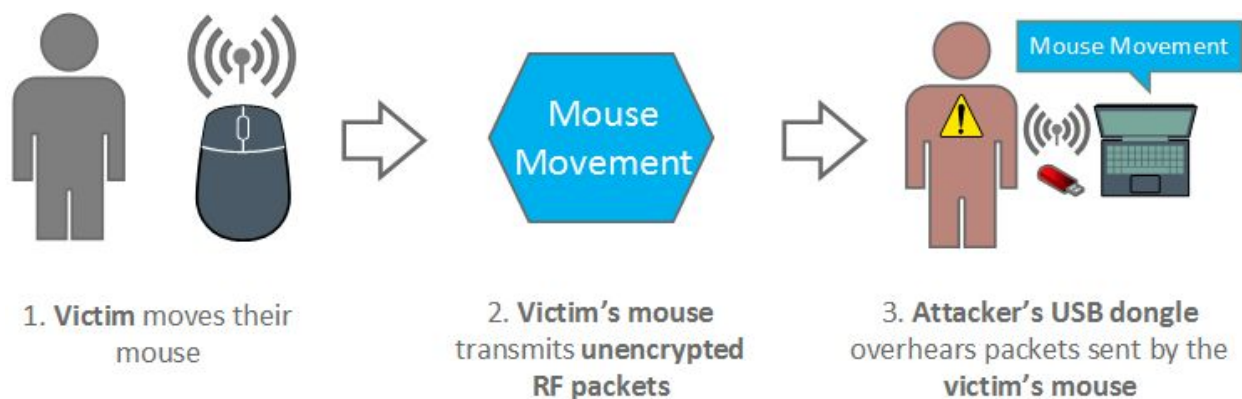 Mouse
Movement
Mouse Movement
1. Victim moves their
mouse
2. Victim’s mouse
transmits unencrypted
RF packets
3. Attacker’s USB dongle
overhears packets sent by the
victim’s mouse